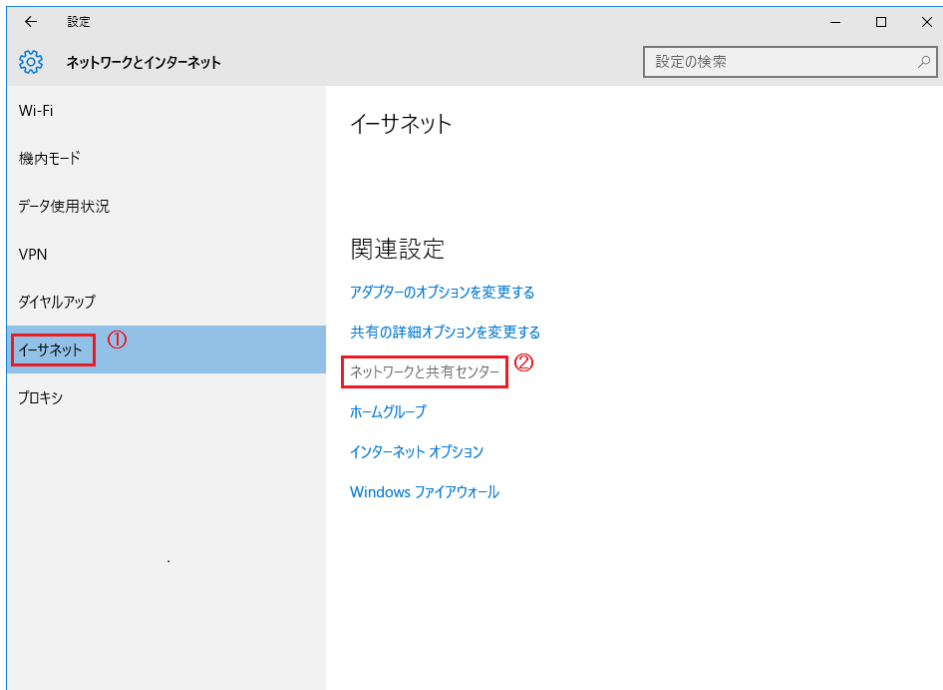 設定
ネットワークとインターネット
設定の検索
Wi-Fi
機内モード
データ使用状況
VPN
ダイヤルアップ
イーサネット ①
プロキシ
イーサネット
関連設定
アダプターのオプションを変更する
共有の詳細オプションを変更する
ネットワークと共有センター ②
ホームグループ
インターネット オプション
Windows ファイアウォール